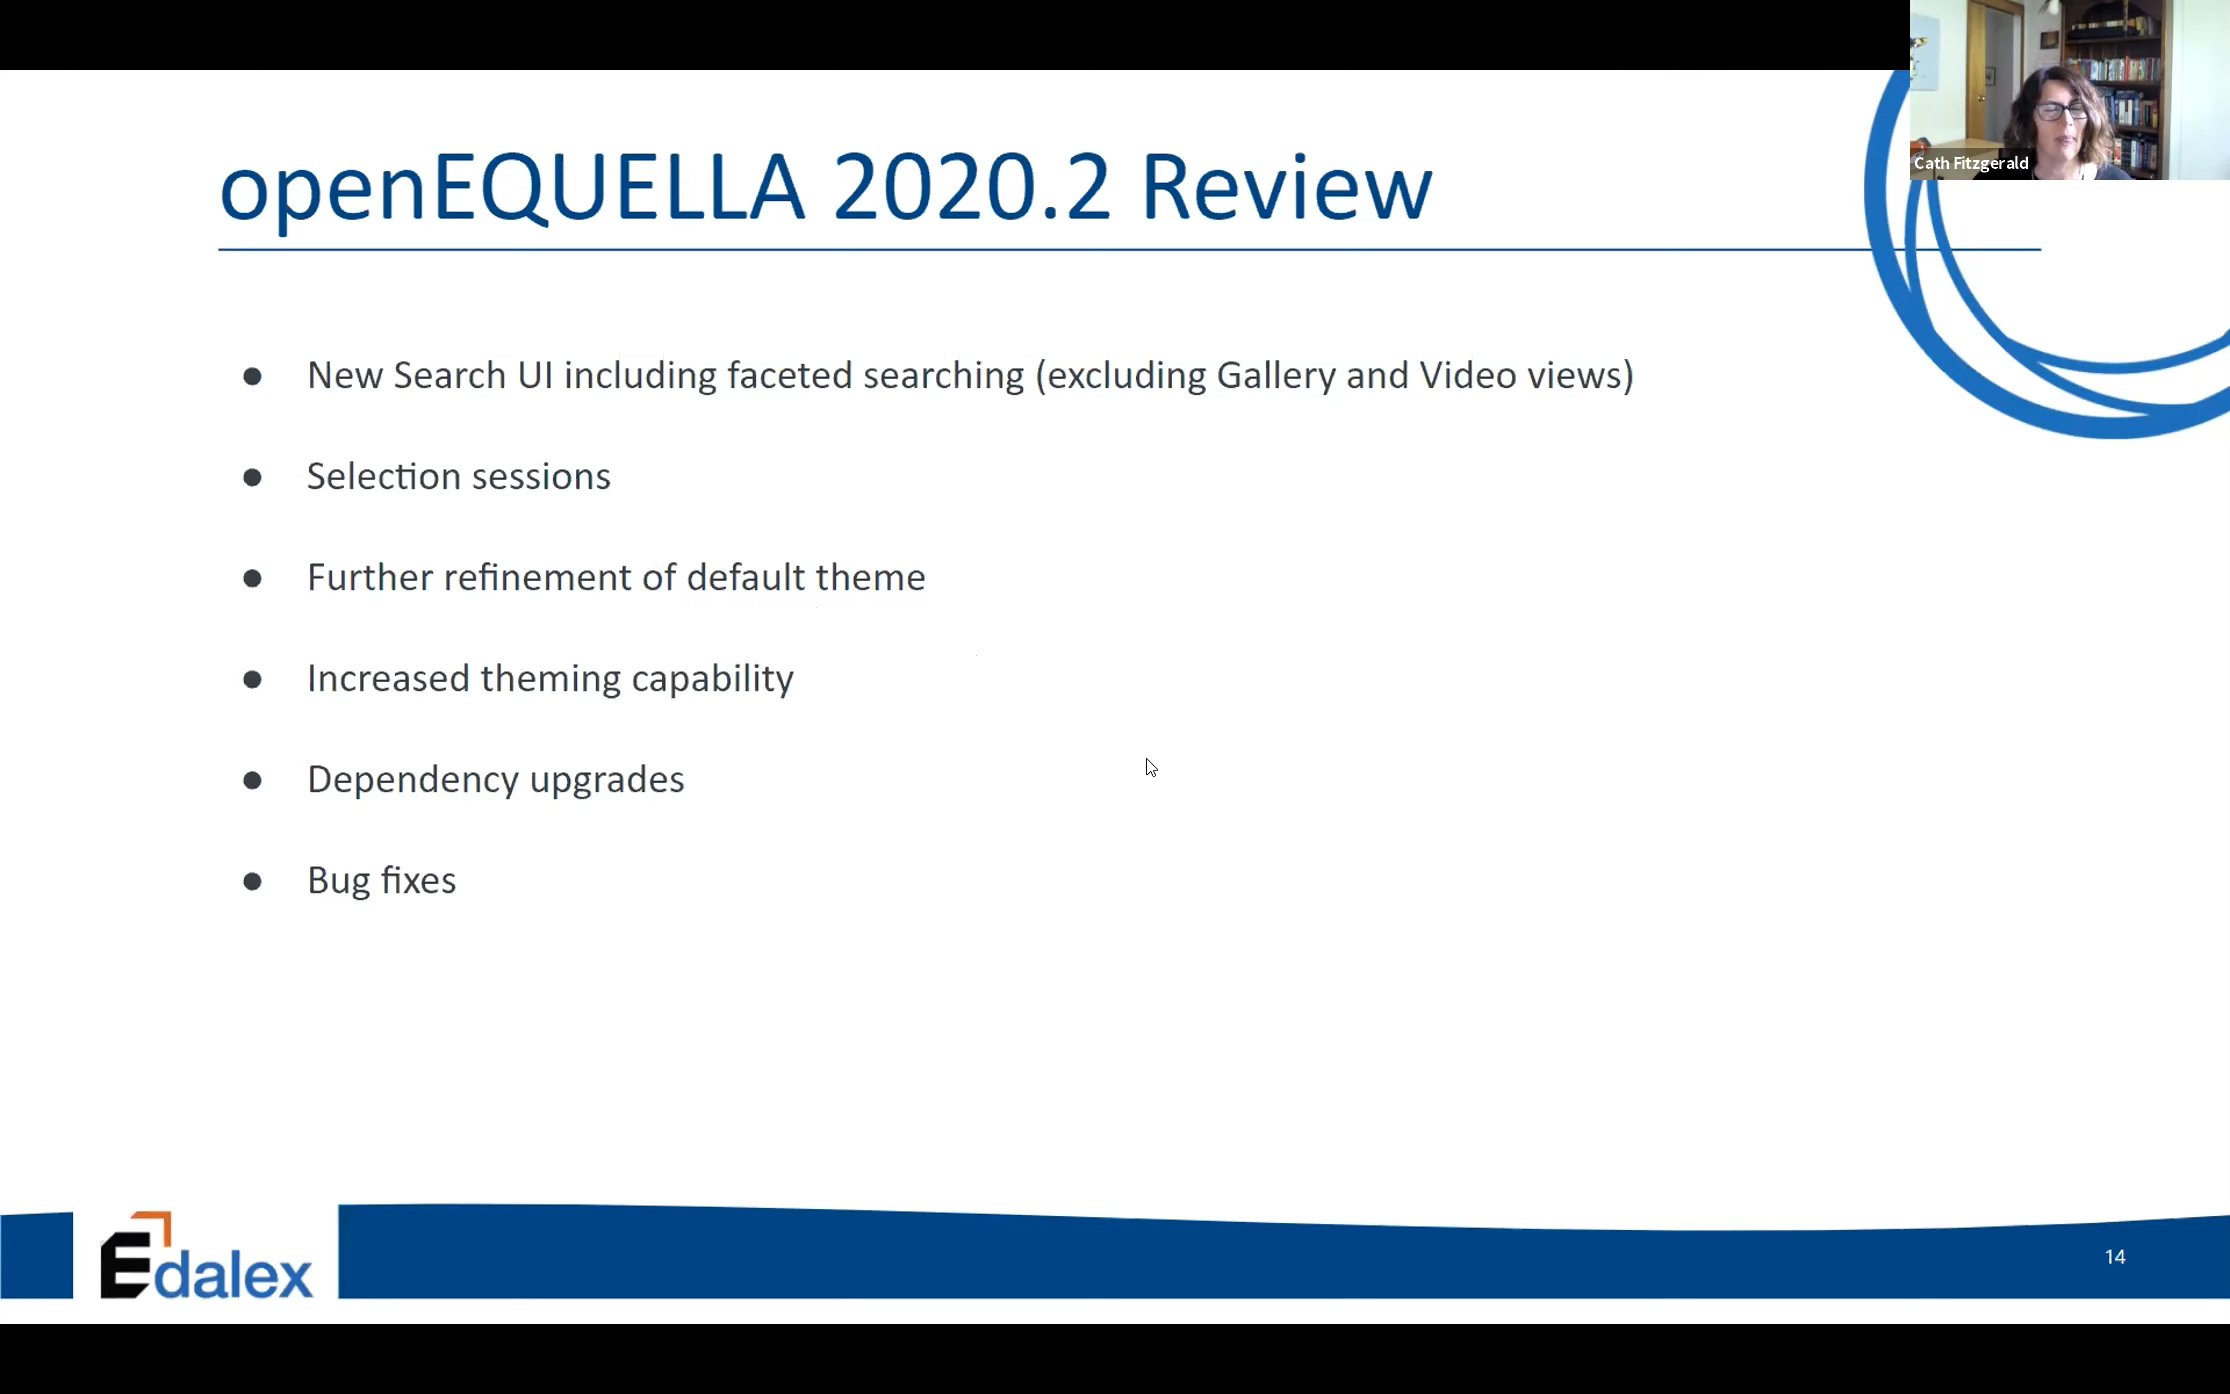 Cath Fitzgerald
openEQUELLA 2020.2 Review
● New Search UI including faceted searching (excluding Gallery and Video views)
● Selection sessions
● Further refinement of default theme
● Increased theming capability
● Dependency upgrades
● Bug fixes
Edalex
14